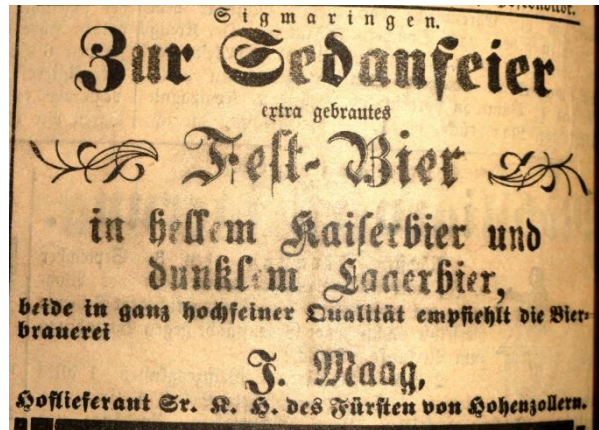 Sigmaringen.
Zur Sedanfeier
extra gebrautes
Fest-Bier
in hellem Kaiserbier und
dunklem Lagerbier,
beide in ganz hochfeiner Qualität empfiehlt die Bier-
brauerei
J. Maag,
Hoflieferant Sr. K. H. des Fürsten von Hohenzollern.